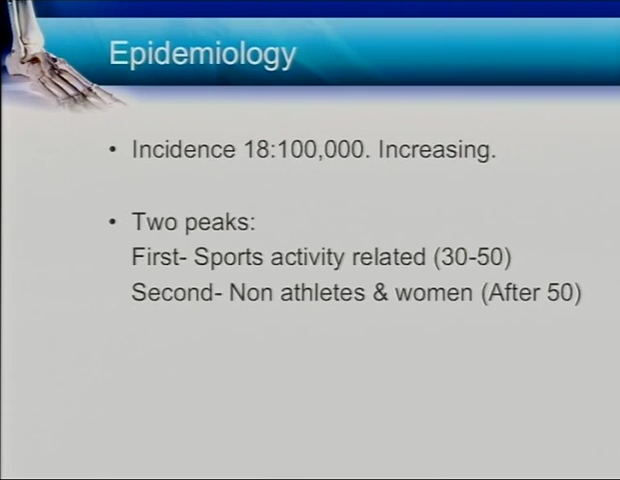 Epidemiology
• Incidence 18:100,000. Increasing.
• Two peaks:
First- Sports activity related (30-50)
Second- Non athletes & women (After 50)